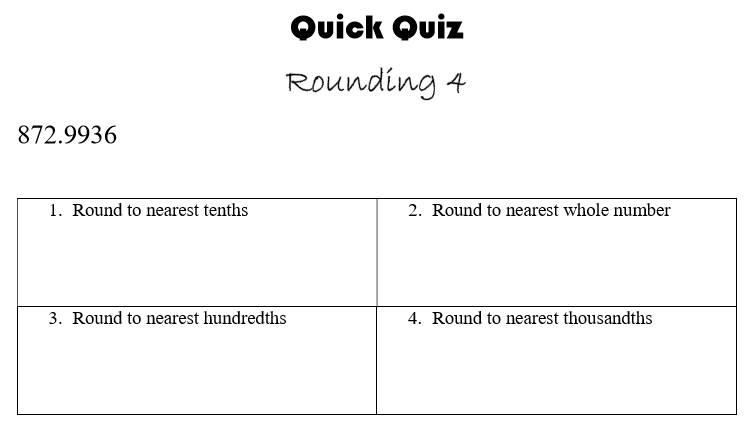 Quick Quiz
Rounding 4
872.9936
1. Round to nearest tenths
2. Round to nearest whole number
3. Round to nearest hundredths
4. Round to nearest thousandths